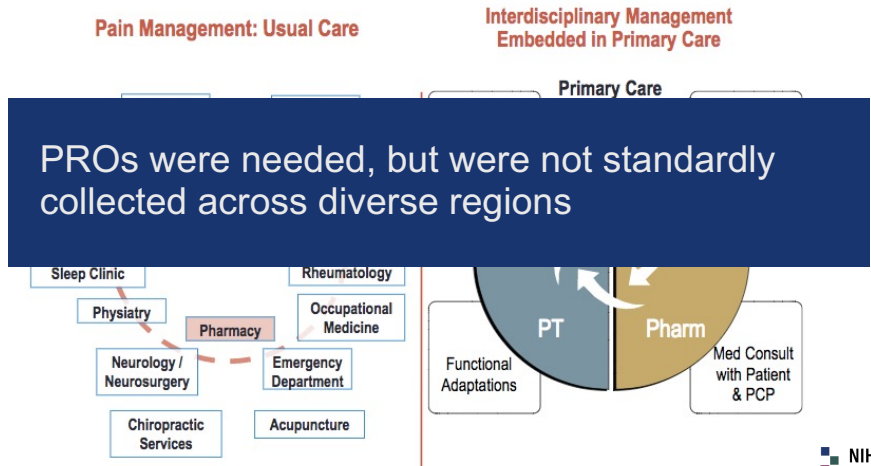 Pain Management: Usual Care
Interdisciplinary Management
Embedded in Primary Care
Primary Care
PROs were needed, but were not standardly
collected across diverse regions
Sleep Clinic
Rheumatology
Physiatry
Pharmacy
Occupational
Medicine
Neurology /
Neurosurgery
Emergency
Department
Chiropractic
Services
Acupuncture
PT
Pharm
Functional
Adaptations
Med Consult
with Patient
& PCP
NIH